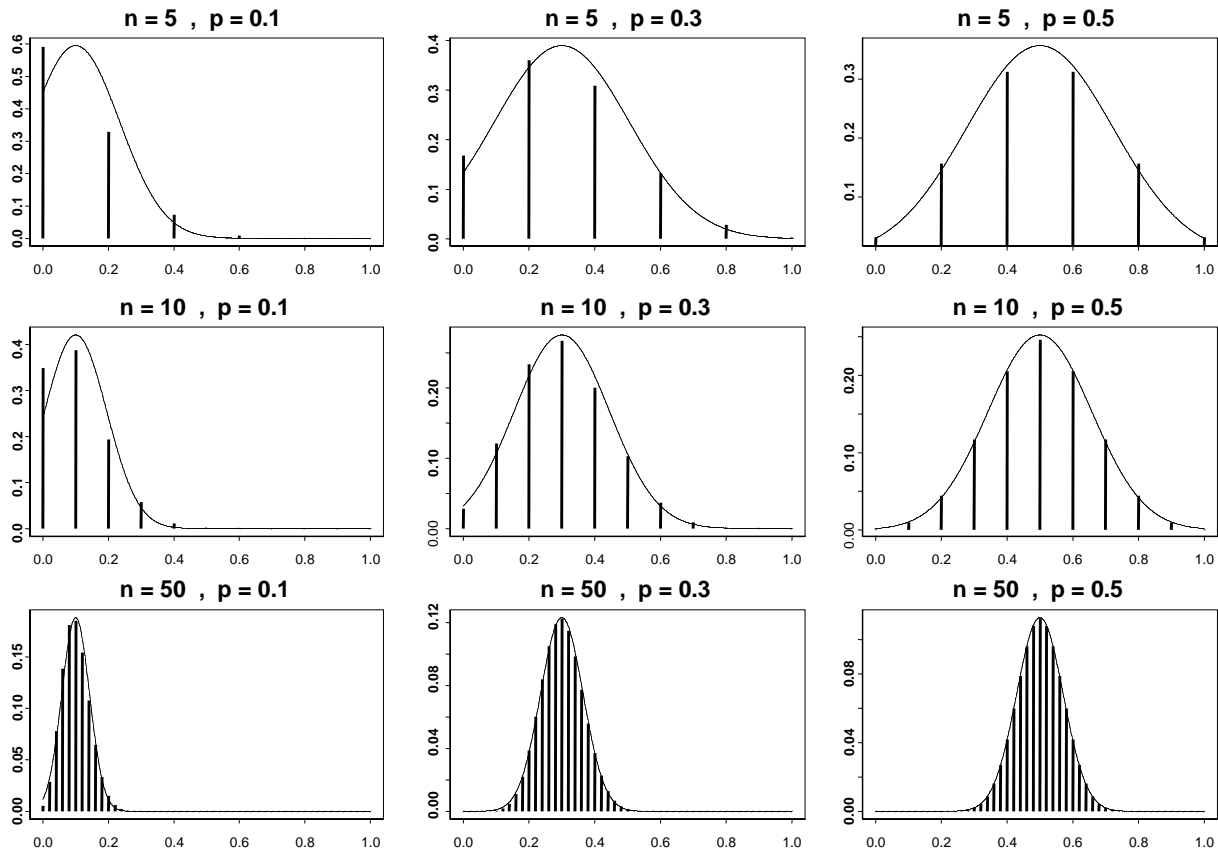 n = 5 , p = 0.1
0.0 0.1 0.2 0.3 0.4 0.5 0.6
0.0 0.2 0.4 0.6 0.8 1.0
n = 5 , p = 0.3
0.0 0.1 0.2 0.3 0.4
0.0 0.2 0.4 0.6 0.8 1.0
n = 5 , p = 0.5
0.1 0.2 0.3
0.0 0.2 0.4 0.6 0.8 1.0
n = 10 , p = 0.1
0.0 0.1 0.2 0.3 0.4
0.0 0.2 0.4 0.6 0.8 1.0
n = 10 , p = 0.3
0.00 0.10 0.20
0.0 0.2 0.4 0.6 0.8 1.0
n = 10 , p = 0.5
0.00 0.10 0.20
0.0 0.2 0.4 0.6 0.8 1.0
n = 50 , p = 0.1
0.00 0.05 0.10 0.15
0.0 0.2 0.4 0.6 0.8 1.0
n = 50 , p = 0.3
0.00 0.04 0.08 0.12
0.0 0.2 0.4 0.6 0.8 1.0
n = 50 , p = 0.5
0.00 0.04 0.08
0.0 0.2 0.4 0.6 0.8 1.0